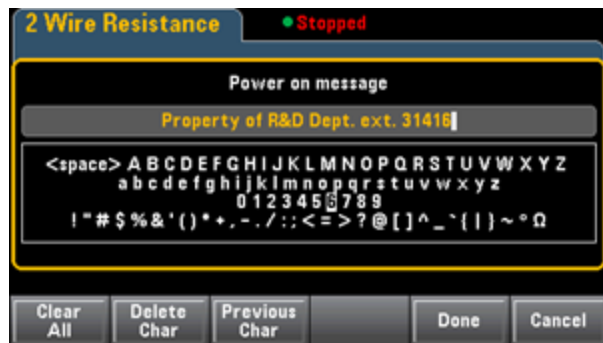 2 Wire Resistance
Stopped
Power on message
Property of R&D Dept. ext. 31416
<space> A B C D E F G H I J K L M N O P Q R S T U V W X Y Z
a b c d e f g h i j k l m n o p q r s t u v w x y z
0 1 2 3 4 5 6 7 8 9
! " # $ % & ' ( ) * + , - . / : ; < = > ? @ [ ] ^ _ ` { | } ~ ° Ω
Clear All
Delete Char
Previous Char
Done
Cancel